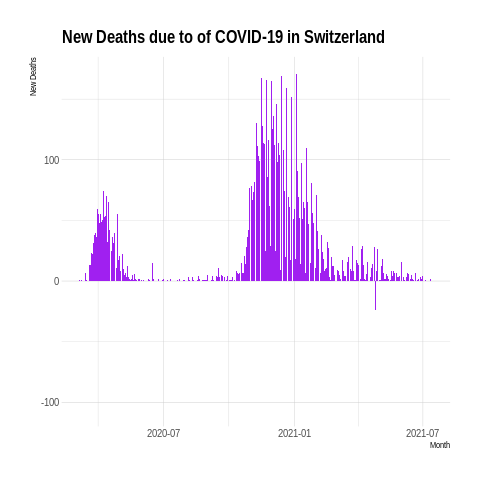 New Deaths due to of COVID-19 in Switzerland
New Deaths
100
0
-100
2020-07
2021-01
2021-07
Month